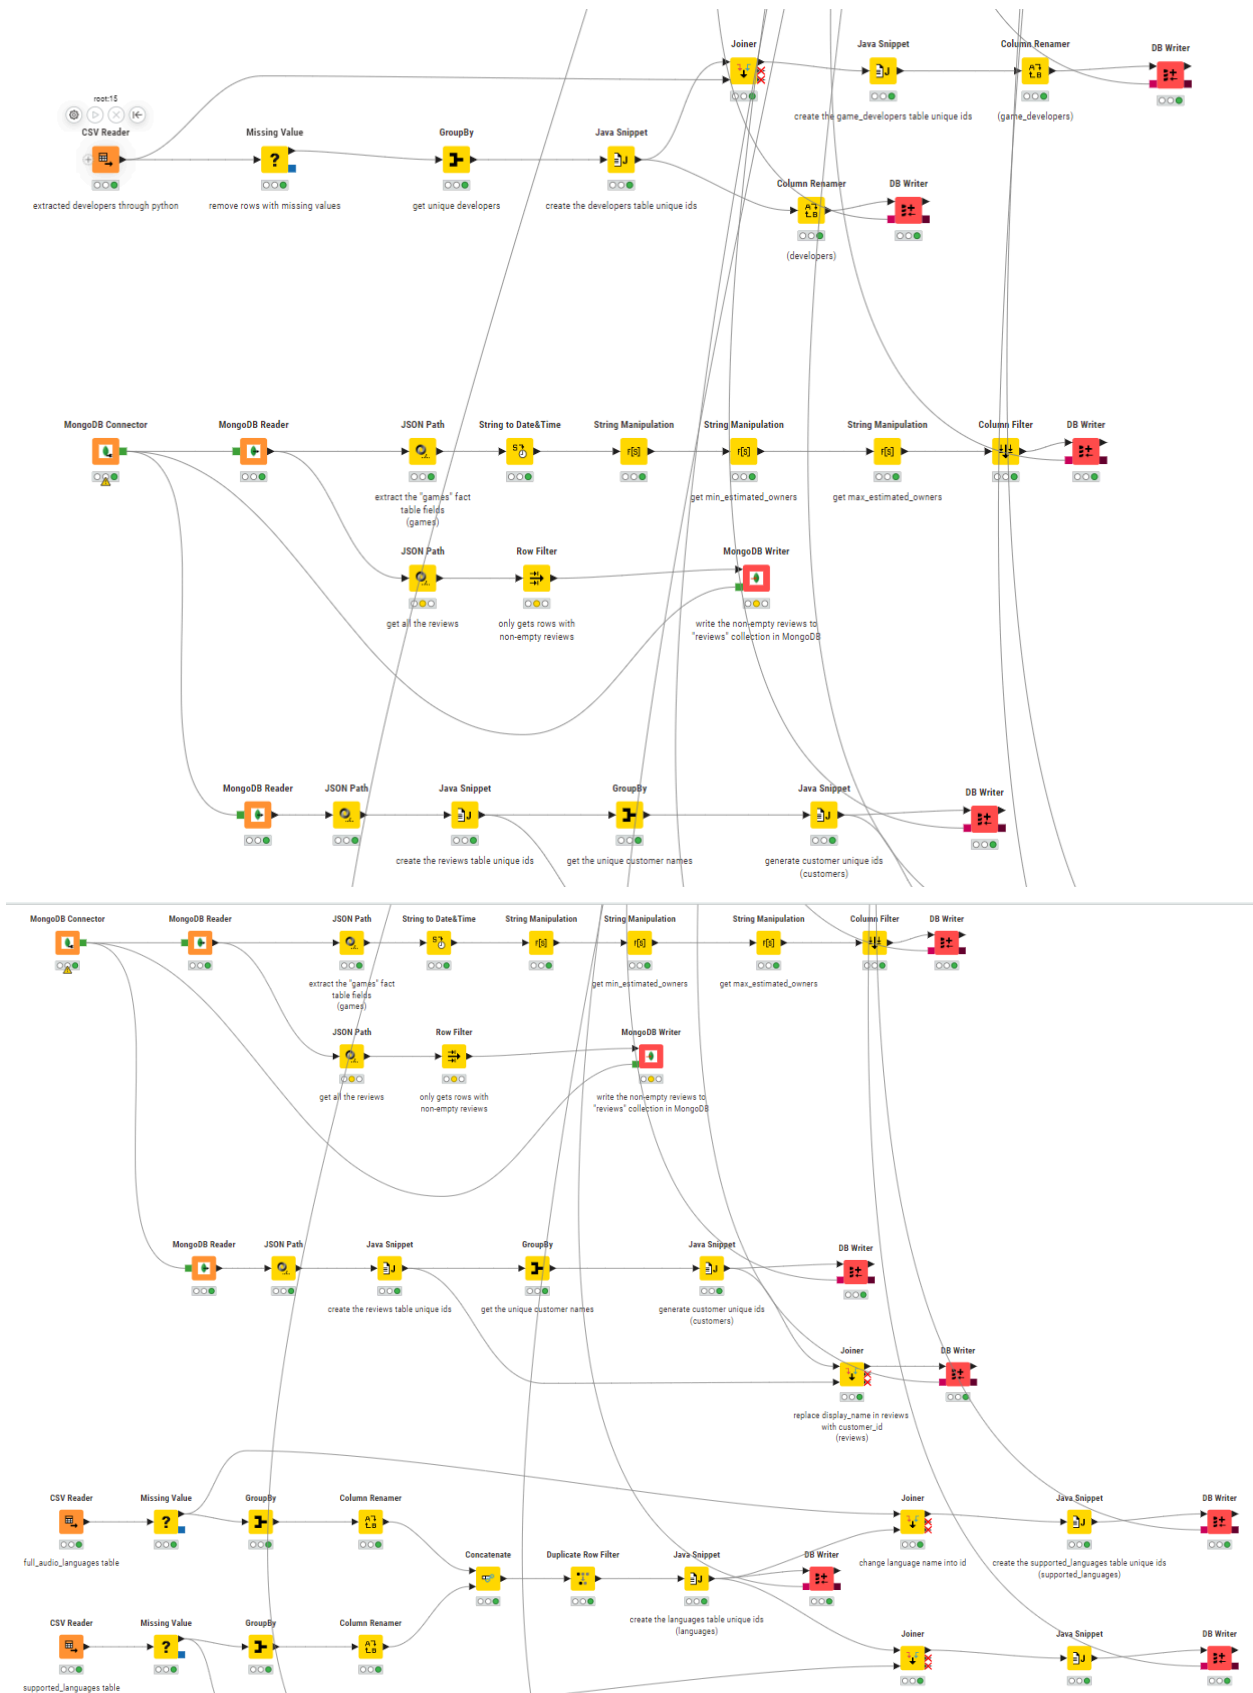 Joiner
Java Snippet
Column Renamer
DB Writer
create the game_developers table unique ids
(game_developers)
root:15
CSV Reader
Missing Value
GroupBy
Java Snippet
extracted developers through python
remove rows with missing values
get unique developers
create the developers table unique ids
Column Renamer
DB Writer
(developers)
MongoDB Connector
MongoDB Reader
JSON Path
String to Date&Time
String Manipulation
String Manipulation
String Manipulation
Column Filter
DB Writer
extract the "games" fact
table fields
(games)
get min_estimated_owners
get max_estimated_owners
JSON Path
Row Filter
MongoDB Writer
get all the reviews
only gets rows with
non-empty reviews
write the non-empty reviews to
"reviews" collection in MongoDB
MongoDB Reader
JSON Path
Java Snippet
GroupBy
Java Snippet
DB Writer
create the reviews table unique ids
get the unique customer names
generate customer unique ids
(customers)
MongoDB Connector
MongoDB Reader
JSON Path
String to Date&Time
String Manipulation
String Manipulation
String Manipulation
Column Filter
DB Writer
extract the "games" fact
table fields
(games)
get min_estimated_owners
get max_estimated_owners
JSON Path
Row Filter
MongoDB Writer
get all the reviews
only gets rows with
non-empty reviews
write the non-empty reviews to
"reviews" collection in MongoDB
MongoDB Reader
JSON Path
Java Snippet
GroupBy
Java Snippet
DB Writer
create the reviews table unique ids
get the unique customer names
generate customer unique ids
(customers)
Joiner
DB Writer
replace display_name in reviews
with customer_id
(reviews)
CSV Reader
Missing Value
GroupBy
Column Renamer
Joiner
Java Snippet
DB Writer
full_audio_languages table
change language name into id
create the supported_languages table unique ids
(supported_languages)
Concatenate
Duplicate Row Filter
Java Snippet
DB Writer
create the languages table unique ids
(languages)
CSV Reader
Missing Value
GroupBy
Column Renamer
Joiner
Java Snippet
DB Writer
supported_languages table